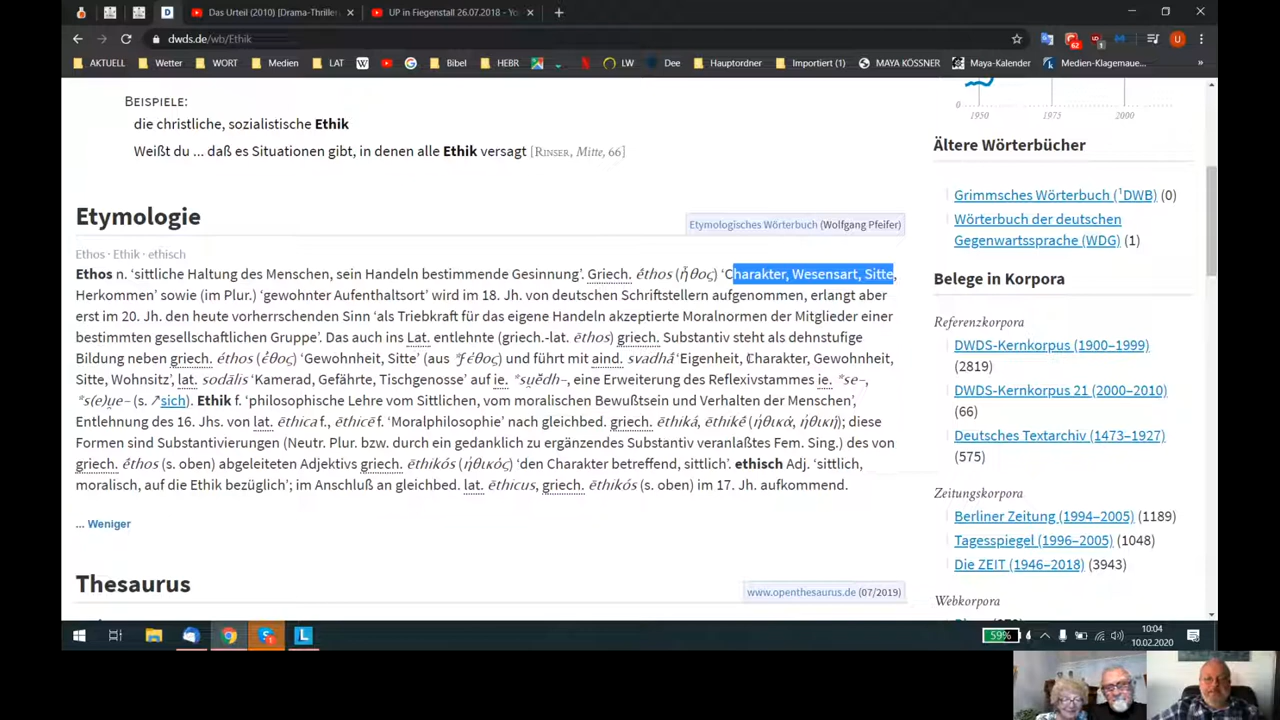 Das Urteil (2010) [Drama-Thriller
UP in Fiegenstall 26.07.2018 - Yo
dwds.de/wb/Ethik
62
1
U
AKTUELL
Wetter
WORT
Medien
LAT
Bibel
HEBR
LW
Dee
Hauptordner
Importiert (1)
MAYA KÖSSNER
Maya-Kalender
Medien-Klagemaue...
»
BEISPIELE:
die christliche, sozialistische Ethik
Weißt du ... daß es Situationen gibt, in denen alle Ethik versagt [RINSER, Mitte, 66]
Etymologie
Etymologisches Wörterbuch (Wolfgang Pfeifer)
Ethos · Ethik · ethisch
Ethos n. ‘sittliche Haltung des Menschen, sein Handeln bestimmende Gesinnung’. Griech. ḗthos (ἦθος) ‘Charakter, Wesensart, Sitte,
Herkommen’ sowie (im Plur.) ‘gewohnter Aufenthaltsort’ wird im 18. Jh. von deutschen Schriftstellern aufgenommen, erlangt aber
erst im 20. Jh. den heute vorherrschenden Sinn ‘als Triebkraft für das eigene Handeln akzeptierte Moralnormen der Mitglieder einer
bestimmten gesellschaftlichen Gruppe’. Das auch ins Lat. entlehnte (griech.-lat. ēthos) griech. Substantiv steht als dehnstufige
Bildung neben griech. éthos (ἔθος) ‘Gewohnheit, Sitte’ (aus *ϝέθος) und führt mit aind. svadhā́ ‘Eigenheit, Charakter, Gewohnheit,
Sitte, Wohnsitz’, lat. sodālis ‘Kamerad, Gefährte, Tischgenosse’ auf ie. *su̯ē̆dh–, eine Erweiterung des Reflexivstammes ie. *se–,
*s(e)u̯e– (s. ↗sich). Ethik f. ‘philosophische Lehre vom Sittlichen, vom moralischen Bewußtsein und Verhalten der Menschen’,
Entlehnung des 16. Jhs. von lat. ēthica f., ēthicē f. ‘Moralphilosophie’ nach gleichbed. griech. ēthiká, ēthikḗ (ἠθικά, ἠθική); diese
Formen sind Substantivierungen (Neutr. Plur. bzw. durch ein gedanklich zu ergänzendes Substantiv veranlaßtes Fem. Sing.) des von
griech. ḗthos (s. oben) abgeleiteten Adjektivs griech. ēthikós (ἠθικός) ‘den Charakter betreffend, sittlich’. ethisch Adj. ‘sittlich,
moralisch, auf die Ethik bezüglich’; im Anschluß an gleichbed. lat. ēthicus, griech. ēthikós (s. oben) im 17. Jh. aufkommend.
... Weniger
Thesaurus
www.openthesaurus.de (07/2019)
0
1950 1975 2000
Ältere Wörterbücher
Grimmsches Wörterbuch (¹DWB) (0)
Wörterbuch der deutschen
Gegenwartssprache (WDG) (1)
Belege in Korpora
Referenzkorpora
DWDS-Kernkorpus (1900–1999)
(2819)
DWDS-Kernkorpus 21 (2000–2010)
(66)
Deutsches Textarchiv (1473–1927)
(575)
Zeitungskorpora
Berliner Zeitung (1994–2005) (1189)
Tagesspiegel (1996–2005) (1048)
Die ZEIT (1946–2018) (3943)
Webkorpora
59%
10:04
10.02.2020